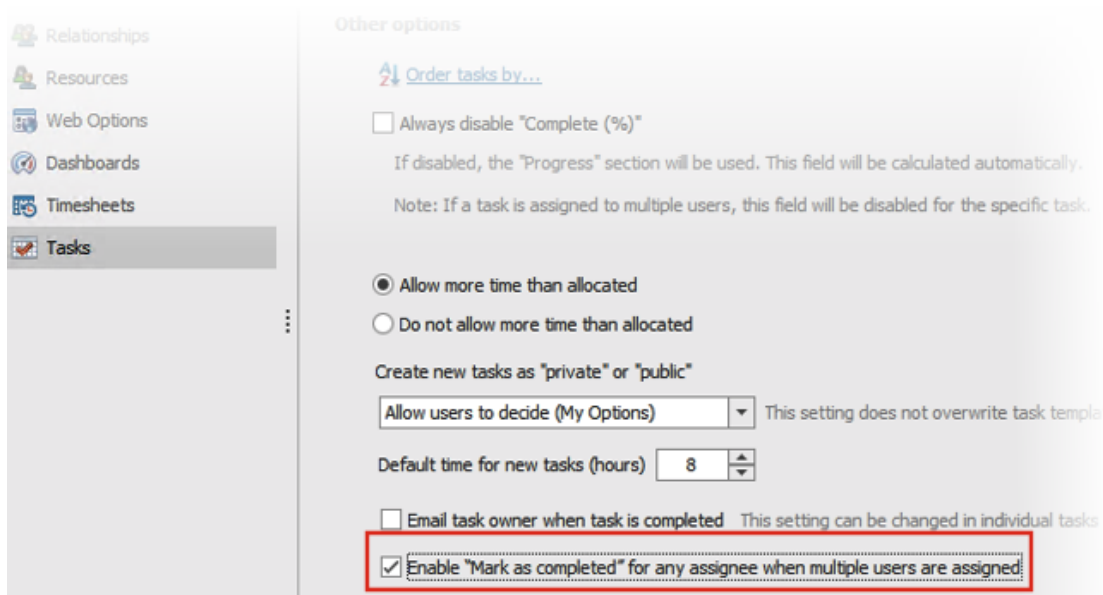 Other options
Relationships
Order tasks by...
Resources
Always disable "Complete (%)"
Web Options
If disabled, the "Progress" section will be used. This field will be calculated automatically.
Dashboards
Note: If a task is assigned to multiple users, this field will be disabled for the specific task.
Timesheets
Tasks
Allow more time than allocated
Do not allow more time than allocated
Create new tasks as "private" or "public"
Allow users to decide (My Options) This setting does not overwrite task templa
Default time for new tasks (hours) 8
Email task owner when task is completed This setting can be changed in individual tasks
Enable "Mark as completed" for any assignee when multiple users are assigned